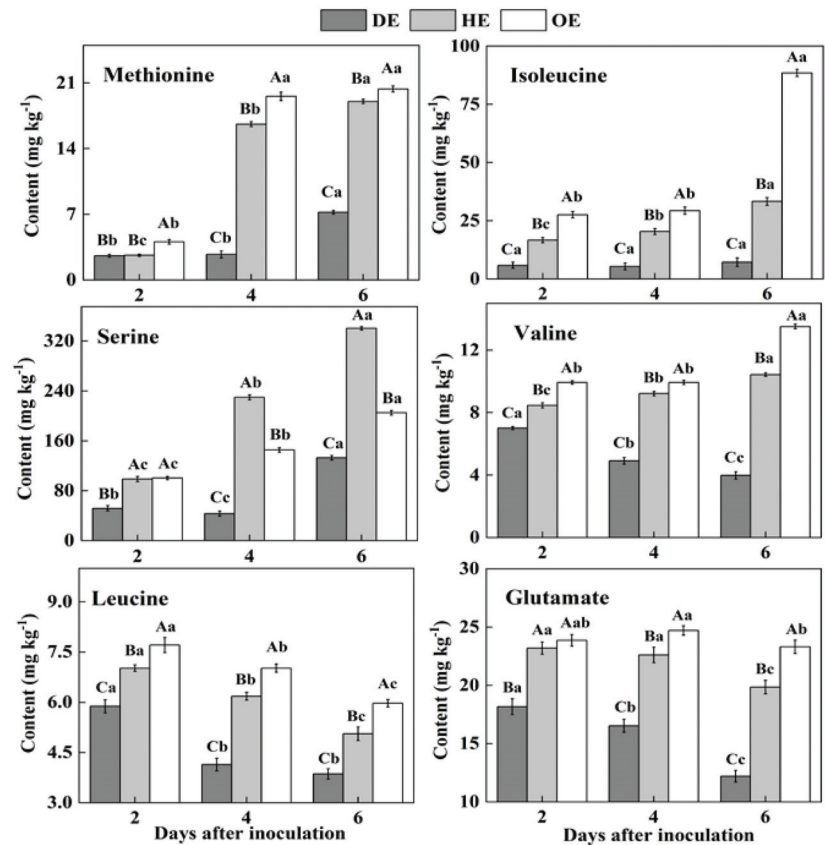 DE HE OE
Methionine
Content (mg kg-1)
21
14
7
0
Bb Bc Ab
Cb Bb Aa
Ca Ba Aa
2 4 6
Isoleucine
Content (mg kg-1)
100
75
50
25
0
Ca Bc Ab
Ca Bb Ab
Ca Ba Aa
2 4 6
Serine
Content (mg kg-1)
320
240
160
80
0
Bb Ac Ac
Cc Ab Bb
Ca Aa Ba
2 4 6
Valine
Content (mg kg-1)
12
8
4
0
Ca Bc Ab
Cb Bb Ab
Cc Ba Aa
2 4 6
Leucine
Content (mg kg-1)
9.0
7.5
6.0
4.5
3.0
Ca Ba Aa
Cb Bb Ab
Cb Bc Ac
2 4 6
Days after inoculation
Glutamate
Content (mg kg-1)
30
25
20
15
10
Ba Aa Aab
Cb Ba Aa
Cc Bc Ab
2 4 6
Days after inoculation